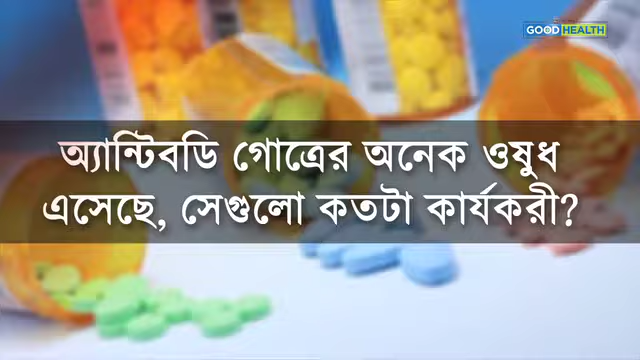 GOOD HEALTH
অ্যান্টিবডি গোত্রের অনেক ওষুধ
এসেছে, সেগুলো কতটা কার্যকরী?